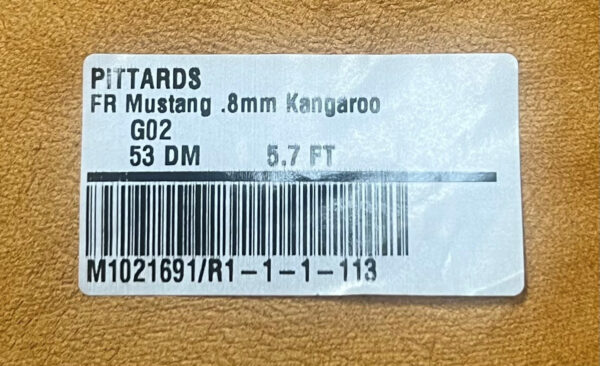 PITTARDS
FR Mustang .8mm Kangaroo
G02
53 DM 5.7 FT
M1021691/R1-1-1-113